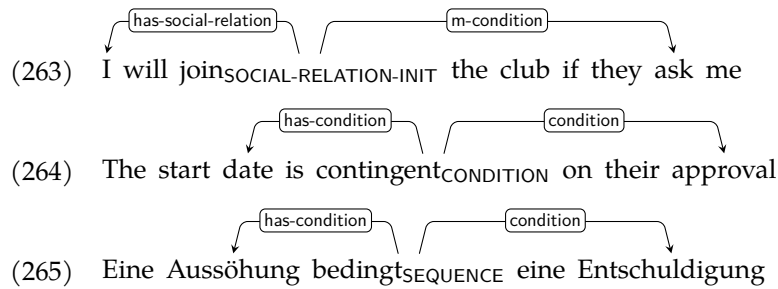 has-social-relation m-condition
(263) I will joinSOCIAL-RELATION-INIT the club if they ask me
has-condition condition
(264) The start date is contingentCONDITION on their approval
has-condition condition
(265) Eine Aussöhung bedingtSEQUENCE eine Entschuldigung